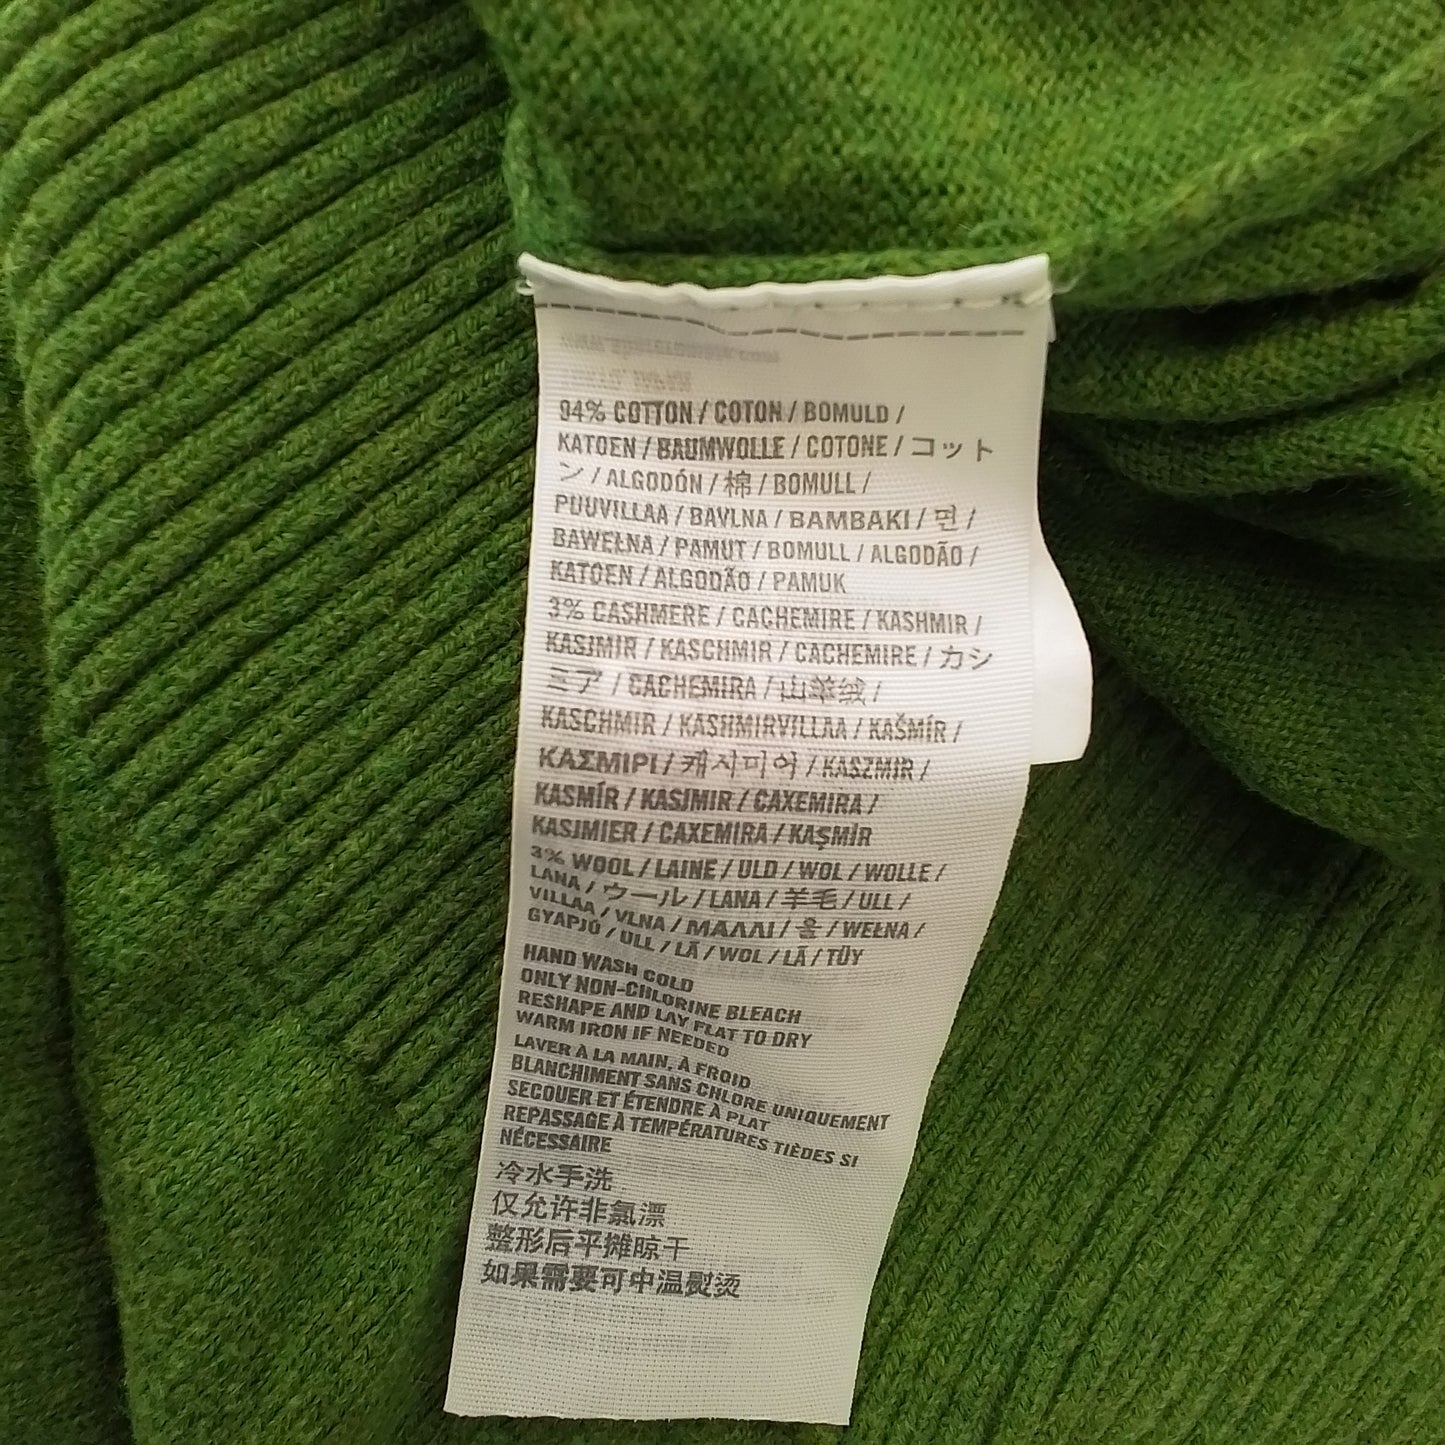 94% COTTON / COTON / BOMULD /
KATOEN / BAUMWOLLE / COTONE / コット
ン / ALGODÓN / 棉 / BOMULL /
PUUVILLAA / BAVLNA / BAMBAKI / 면 /
BAWEŁNA / PAMUT / BOMULL / ALGODÃO /
KATOEN / ALGODÃO / PAMUK
3% CASHMERE / CACHEMIRE / KASHMIR /
KASJMIR / KASCHMIR / CACHEMIRE / カシ
ミア / CACHEMIRA / 山羊绒 /
KASCHMIR / KASHMIRVILLAA / KAŠMÍR /
ΚΑΣΜΙΡΙ / 캐시미어 / KASZMIR /
KASMÍR / KASJMIR / CAXEMIRA /
KASJMIER / CAXEMIRA / KAŞMİR
3% WOOL / LAINE / ULD / WOL / WOLLE /
LANA / ウール / LANA / 羊毛 / ULL /
VILLAA / VLNA / ΜΑΛΛΙ / 울 / WEŁNA /
GYAPJÚ / ULL / LÃ / WOL / LÃ / TÜY
HAND WASH COLD
ONLY NON-CHLORINE BLEACH
RESHAPE AND LAY FLAT TO DRY
WARM IRON IF NEEDED
LAVER À LA MAIN, À FROID
BLANCHIMENT SANS CHLORE UNIQUEMENT
SECOUER ET ÉTENDRE À PLAT
REPASSAGE À TEMPÉRATURES TIÈDES SI
NÉCESSAIRE
冷水手洗
仅允许非氯漂
整形后平摊晾干
如果需要可中温熨烫